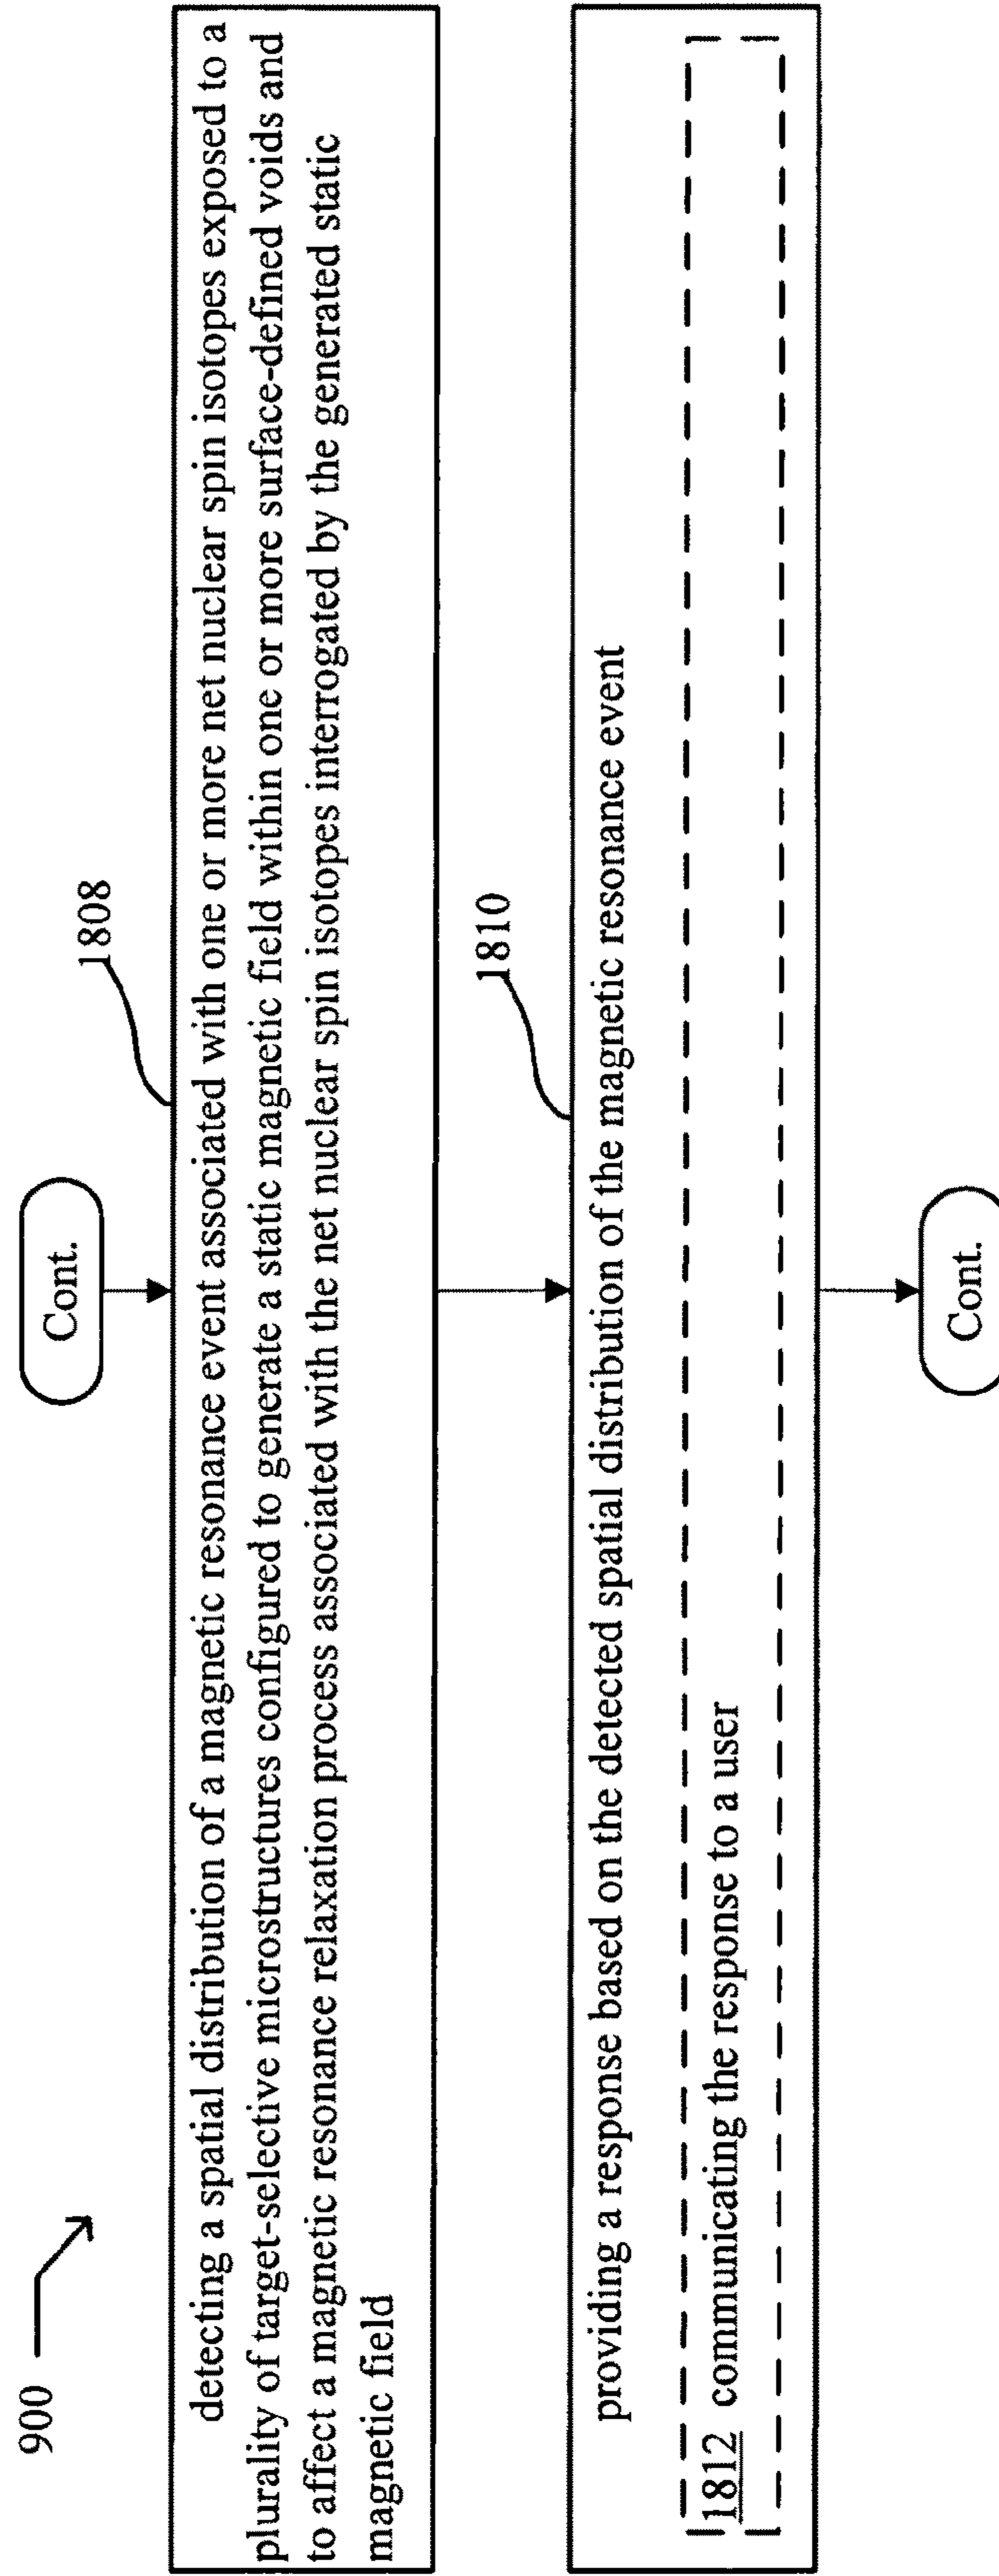 900
Cont.
1808
detecting a spatial distribution of a magnetic resonance event associated with one or more net nuclear spin isotopes exposed to a
plurality of target-selective microstructures configured to generate a static magnetic field within one or more surface-defined voids and
to affect a magnetic resonance relaxation process associated with the net nuclear spin isotopes interrogated by the generated static
magnetic field
1810
providing a response based on the detected spatial distribution of the magnetic resonance event
1812 communicating the response to a user
Cont.